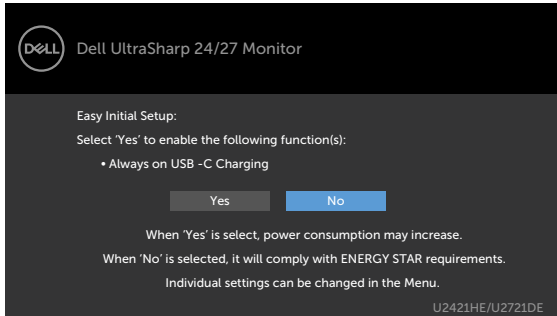 DELL
Dell UltraSharp 24/27 Monitor
Easy Initial Setup:
Select 'Yes' to enable the following function(s):
• Always on USB -C Charging
Yes
No
When 'Yes' is select, power consumption may increase.
When 'No' is selected, it will comply with ENERGY STAR requirements.
Individual settings can be changed in the Menu.
U2421HE/U2721DE